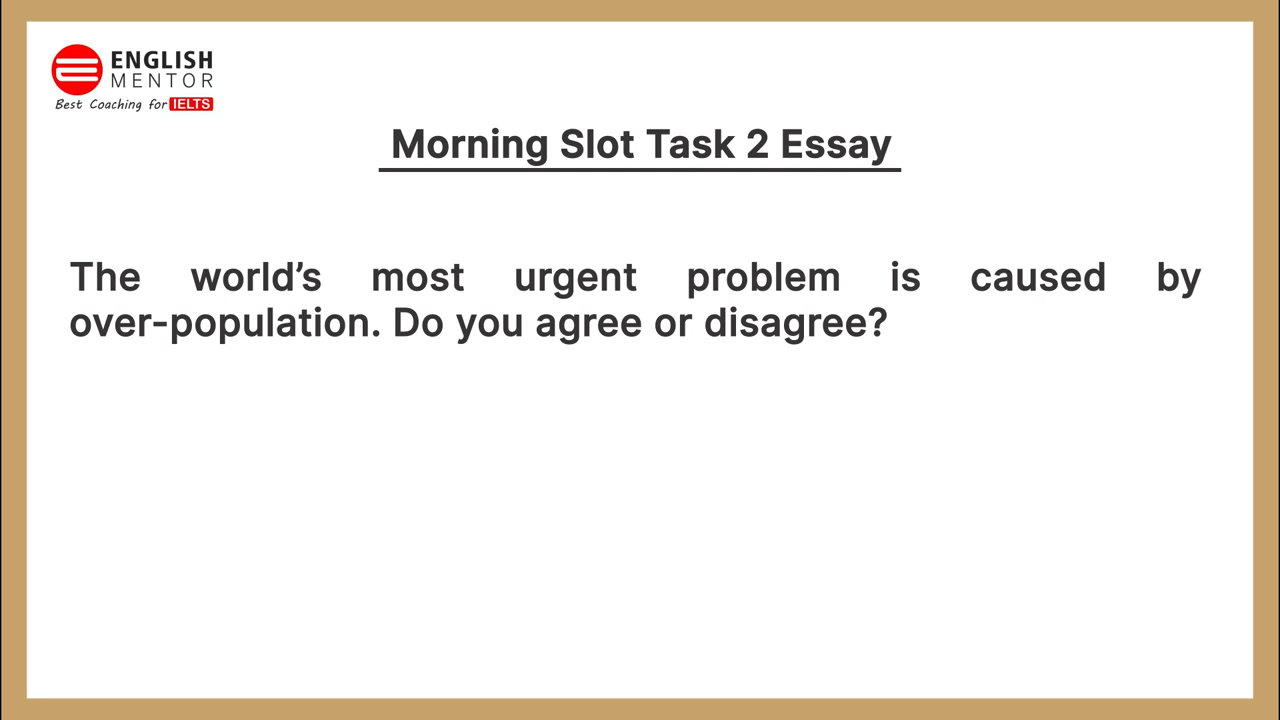 ENGLISH
MENTOR
Best Coaching for IELTS
Morning Slot Task 2 Essay
The world’s most urgent problem is caused by
over-population. Do you agree or disagree?